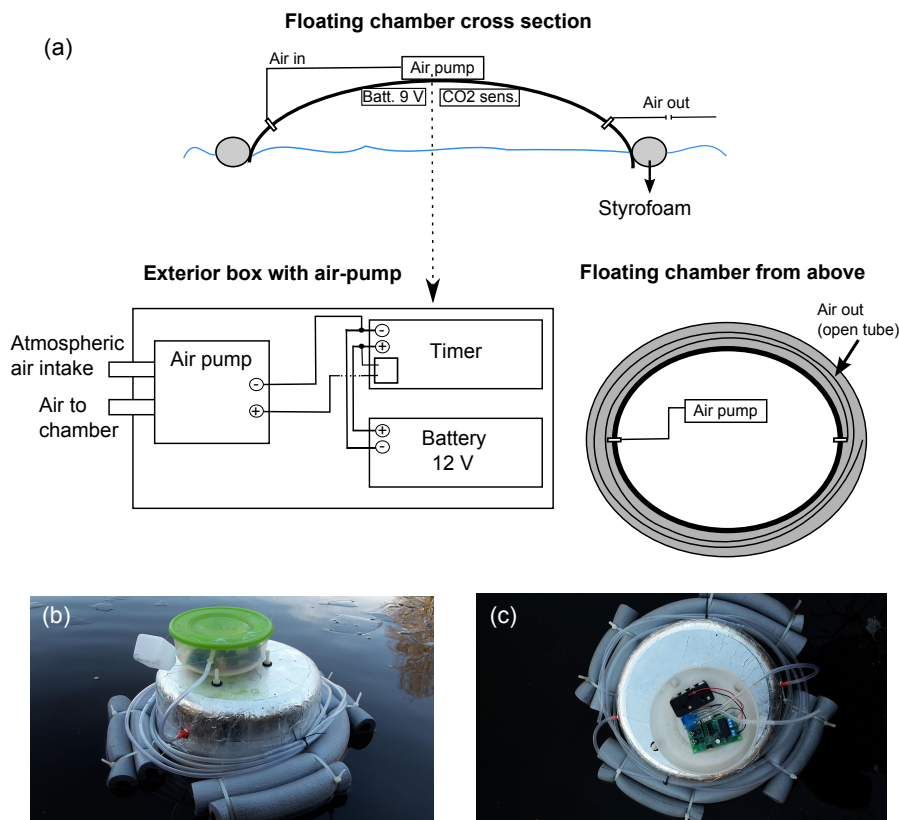 Floating chamber cross section
(a)
Air in
Air pump
Batt. 9 V
CO2 sens.
Air out
Styrofoam
Exterior box with air-pump
Floating chamber from above
Atmospheric
air intake
Air to
chamber
Air pump
-
+
-
+
Timer
+
-
Battery
12 V
Air out
(open tube)
Air pump
(b)
(c)